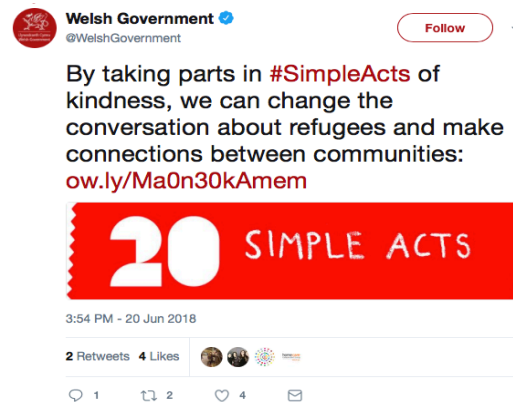 Welsh Government
@WelshGovernment
Follow
By taking parts in #SimpleActs of
kindness, we can change the
conversation about refugees and make
connections between communities:
ow.ly/Ma0n30kAmem
20 SIMPLE ACTS
3:54 PM - 20 Jun 2018
2 Retweets 4 Likes
1 2 4